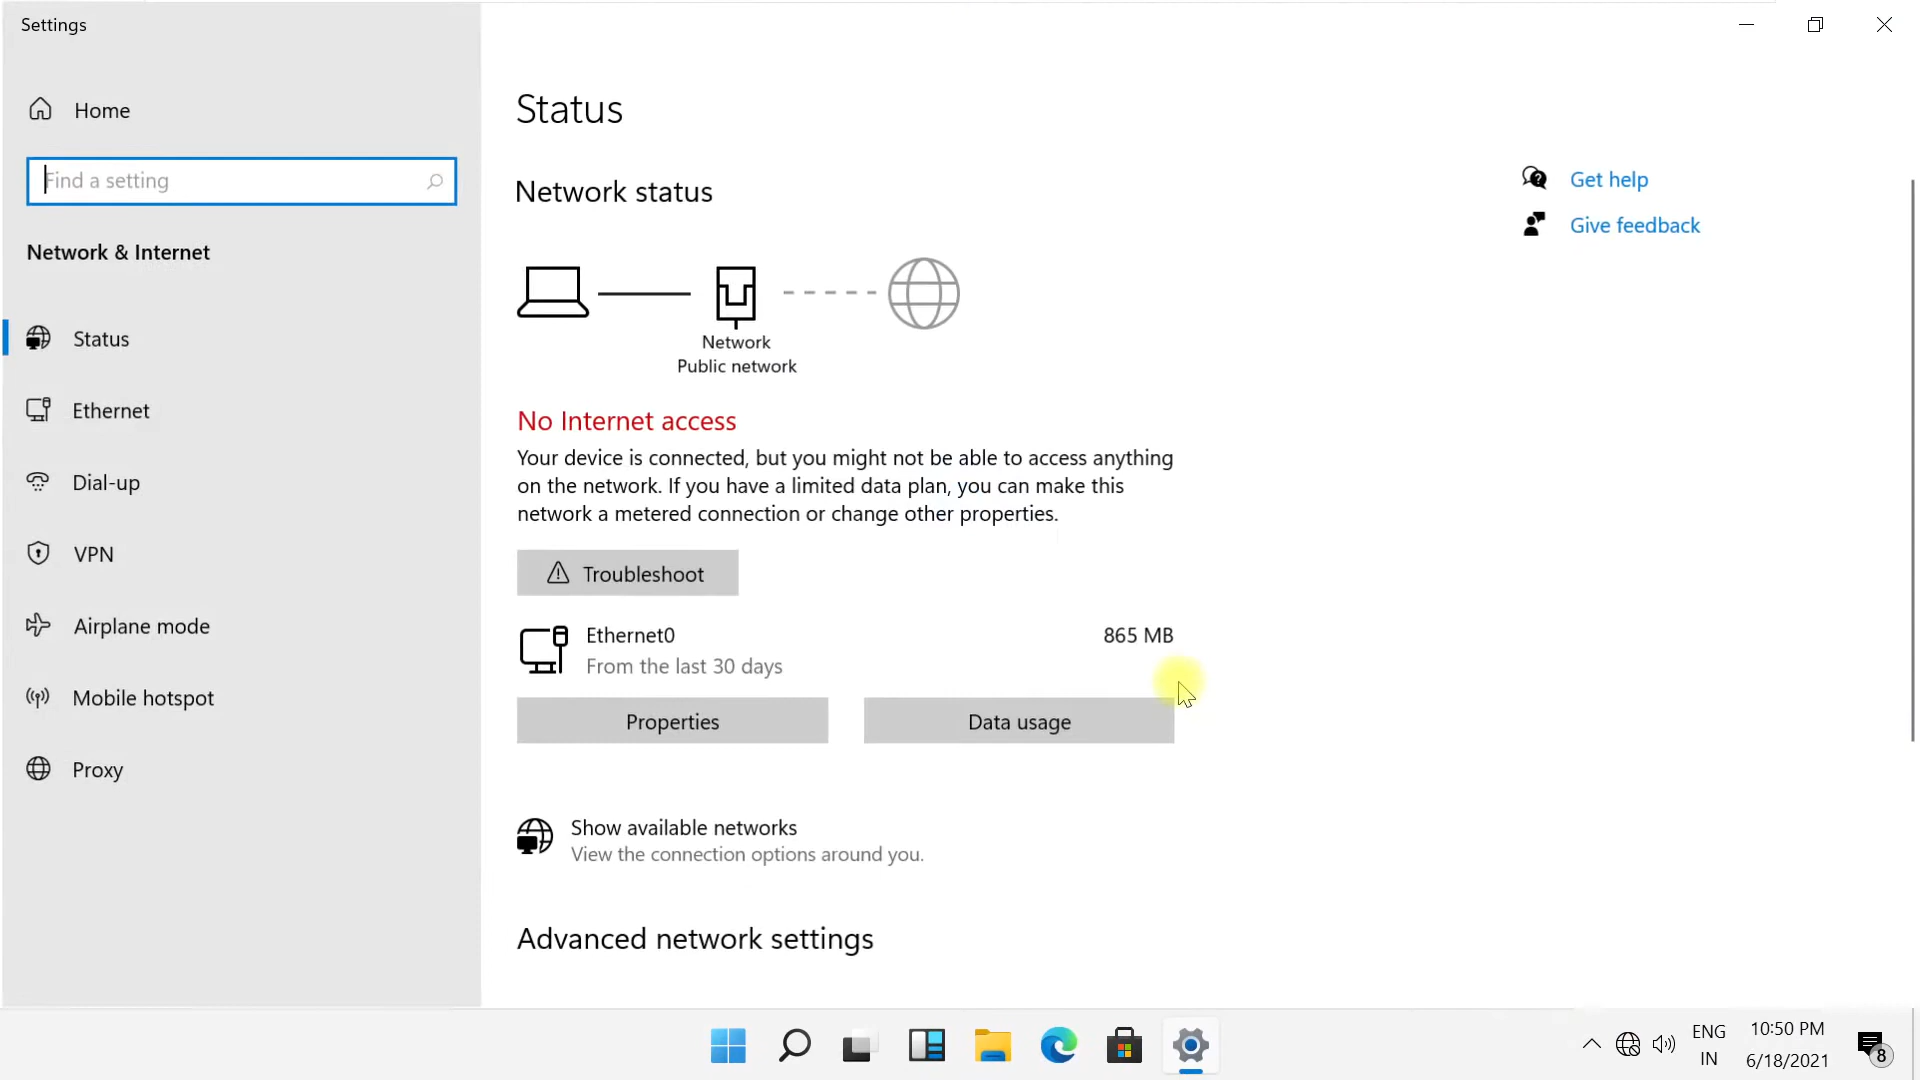 Settings
Home
Find a setting
Network & Internet
Status
Ethernet
Dial-up
VPN
Airplane mode
Mobile hotspot
Proxy
Status
Network status
Network
Public network
No Internet access
Your device is connected, but you might not be able to access anything
on the network. If you have a limited data plan, you can make this
network a metered connection or change other properties.
Troubleshoot
Ethernet0
865 MB
From the last 30 days
Properties
Data usage
Show available networks
View the connection options around you.
Advanced network settings
Get help
Give feedback
ENG
IN
10:50 PM
6/18/2021
8